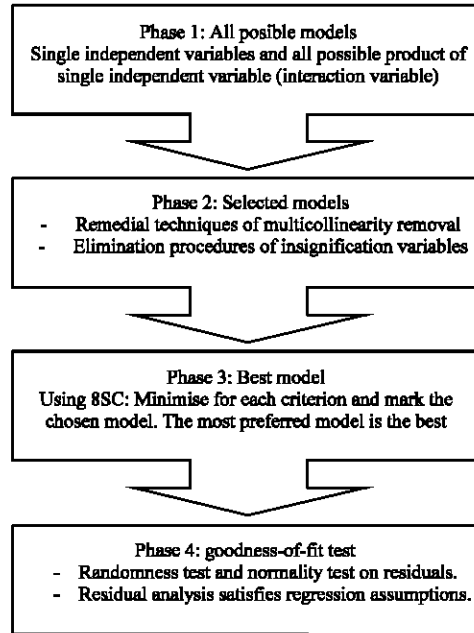 Phase 1: All posible models
Single independent variables and all possible product of
single independent variable (interaction variable)
Phase 2: Selected models
- Remedial techniques of multicollinearity removal
- Elimination procedures of insignification variables
Phase 3: Best model
Using 8SC: Minimise for each criterion and mark the
chosen model. The most preferred model is the best
Phase 4: goodness-of-fit test
- Randomness test and normality test on residuals.
- Residual analysis satisfies regression assumptions.